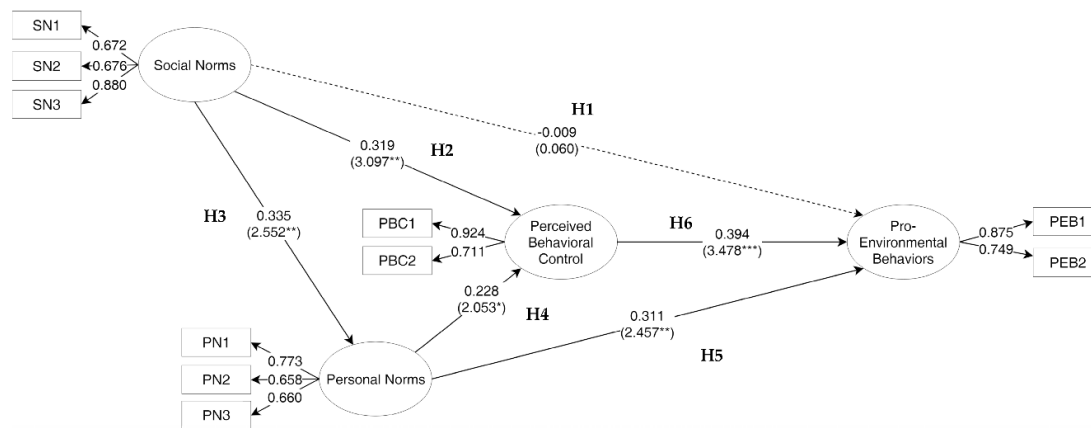 SN1
0.672
SN2
0.676
SN3
0.880
Social Norms
H1
-0.009
(0.060)
0.319
(3.097**)
H2
H3
0.335
(2.552**)
PBC1
0.924
PBC2
0.711
Perceived
Behavioral
Control
H6
0.394
(3.478***)
Pro-
Environmental
Behaviors
0.875
PEB1
0.749
PEB2
0.228
(2.053*)
H4
0.311
(2.457**)
H5
PN1
0.773
PN2
0.658
PN3
0.660
Personal Norms